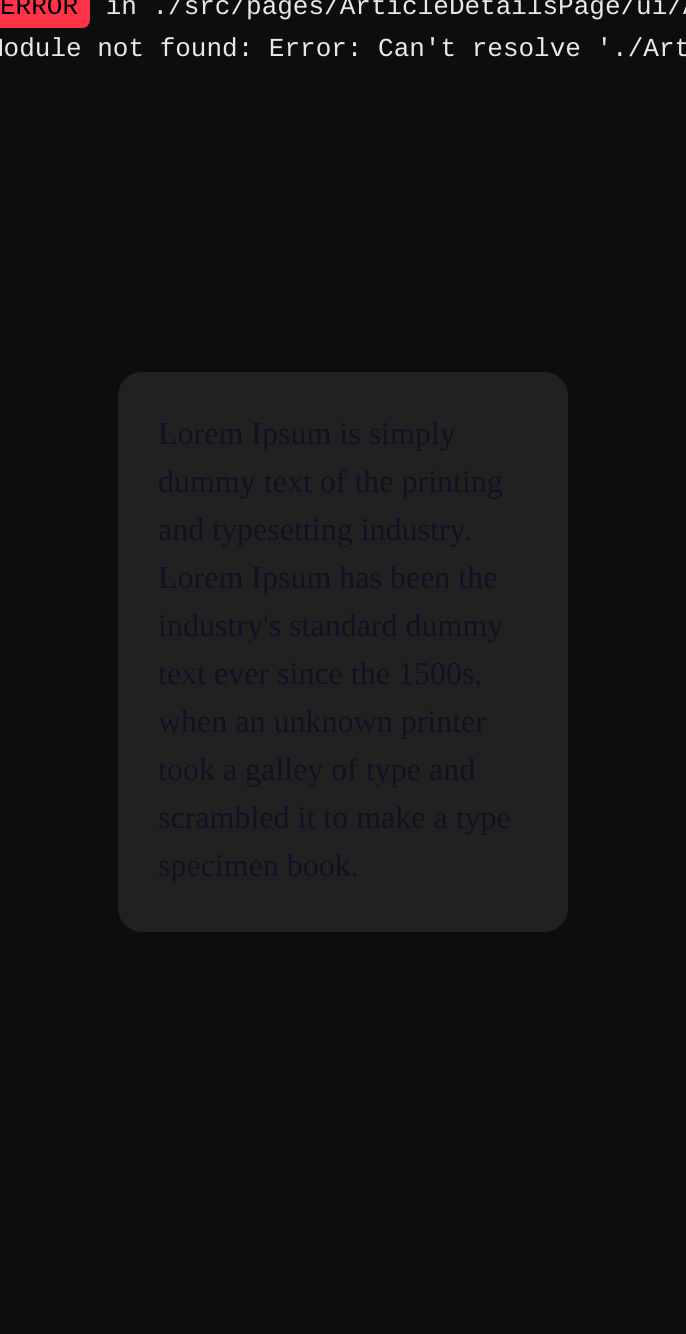 ERROR in ./src/pages/ArticleDetailsPage/ui/
Module not found: Error: Can't resolve './Art
Lorem Ipsum is simply
dummy text of the printing
and typesetting industry.
Lorem Ipsum has been the
industry's standard dummy
text ever since the 1500s,
when an unknown printer
took a galley of type and
scrambled it to make a type
specimen book.